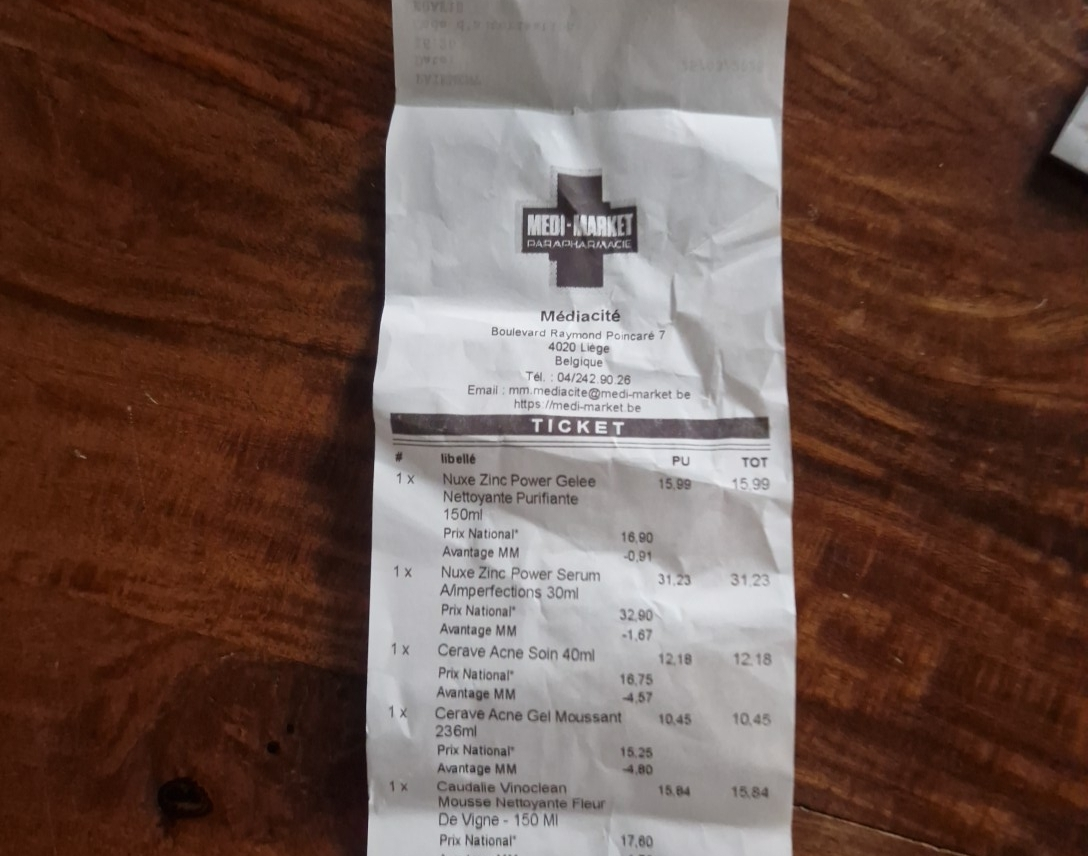 MEDI-MARKET
PARAPHARMACIE
Médiacité
Boulevard Raymond Poincaré 7
4020 Liège
Belgique
Tél. : 04/242.90.26
Email : mm.mediacite@medi-market.be
https://medi-market.be
TICKET
# libellé PU TOT
1 x Nuxe Zinc Power Gelee 15,99 15,99
Nettoyante Purifiante
150ml
Prix National* 16,90
Avantage MM -0,91
1 x Nuxe Zinc Power Serum 31,23 31,23
A/Imperfections 30ml
Prix National* 32,90
Avantage MM -1,67
1 x Cerave Acne Soin 40ml 12,18 12,18
Prix National* 16,75
Avantage MM -4,57
1 x Cerave Acne Gel Moussant 10,45 10,45
236ml
Prix National* 15,25
Avantage MM -4,80
1 x Caudalie Vinoclean 15,84 15,84
Mousse Nettoyante Fleur
De Vigne - 150 Ml
Prix National* 17,60